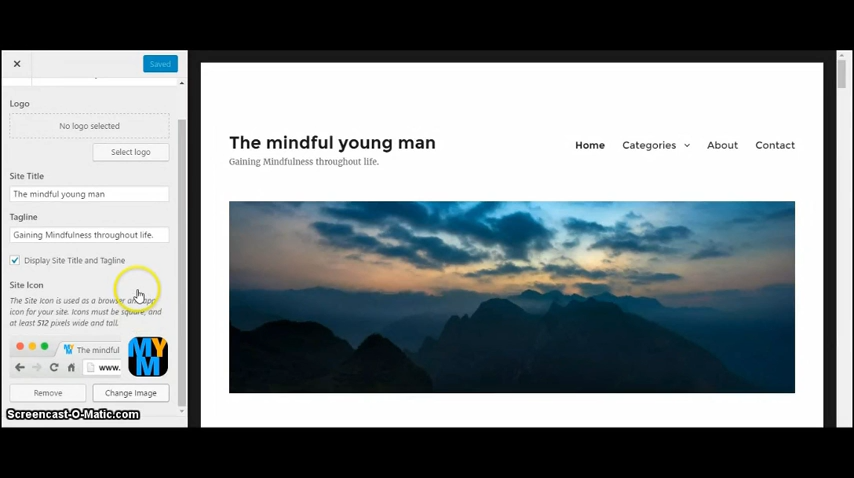 Saved
Logo
No logo selected
Select logo
Site Title
The mindful young man
Tagline
Gaining Mindfulness throughout life.
Display Site Title and Tagline
Site Icon
The Site Icon is used as a browser and app
icon for your site. Icons must be square, and
at least 512 pixels wide and tall.
The mindful
www.
MYM
Remove
Change Image
Screencast-O-Matic.com
The mindful young man
Gaining Mindfulness throughout life.
Home
Categories
About
Contact